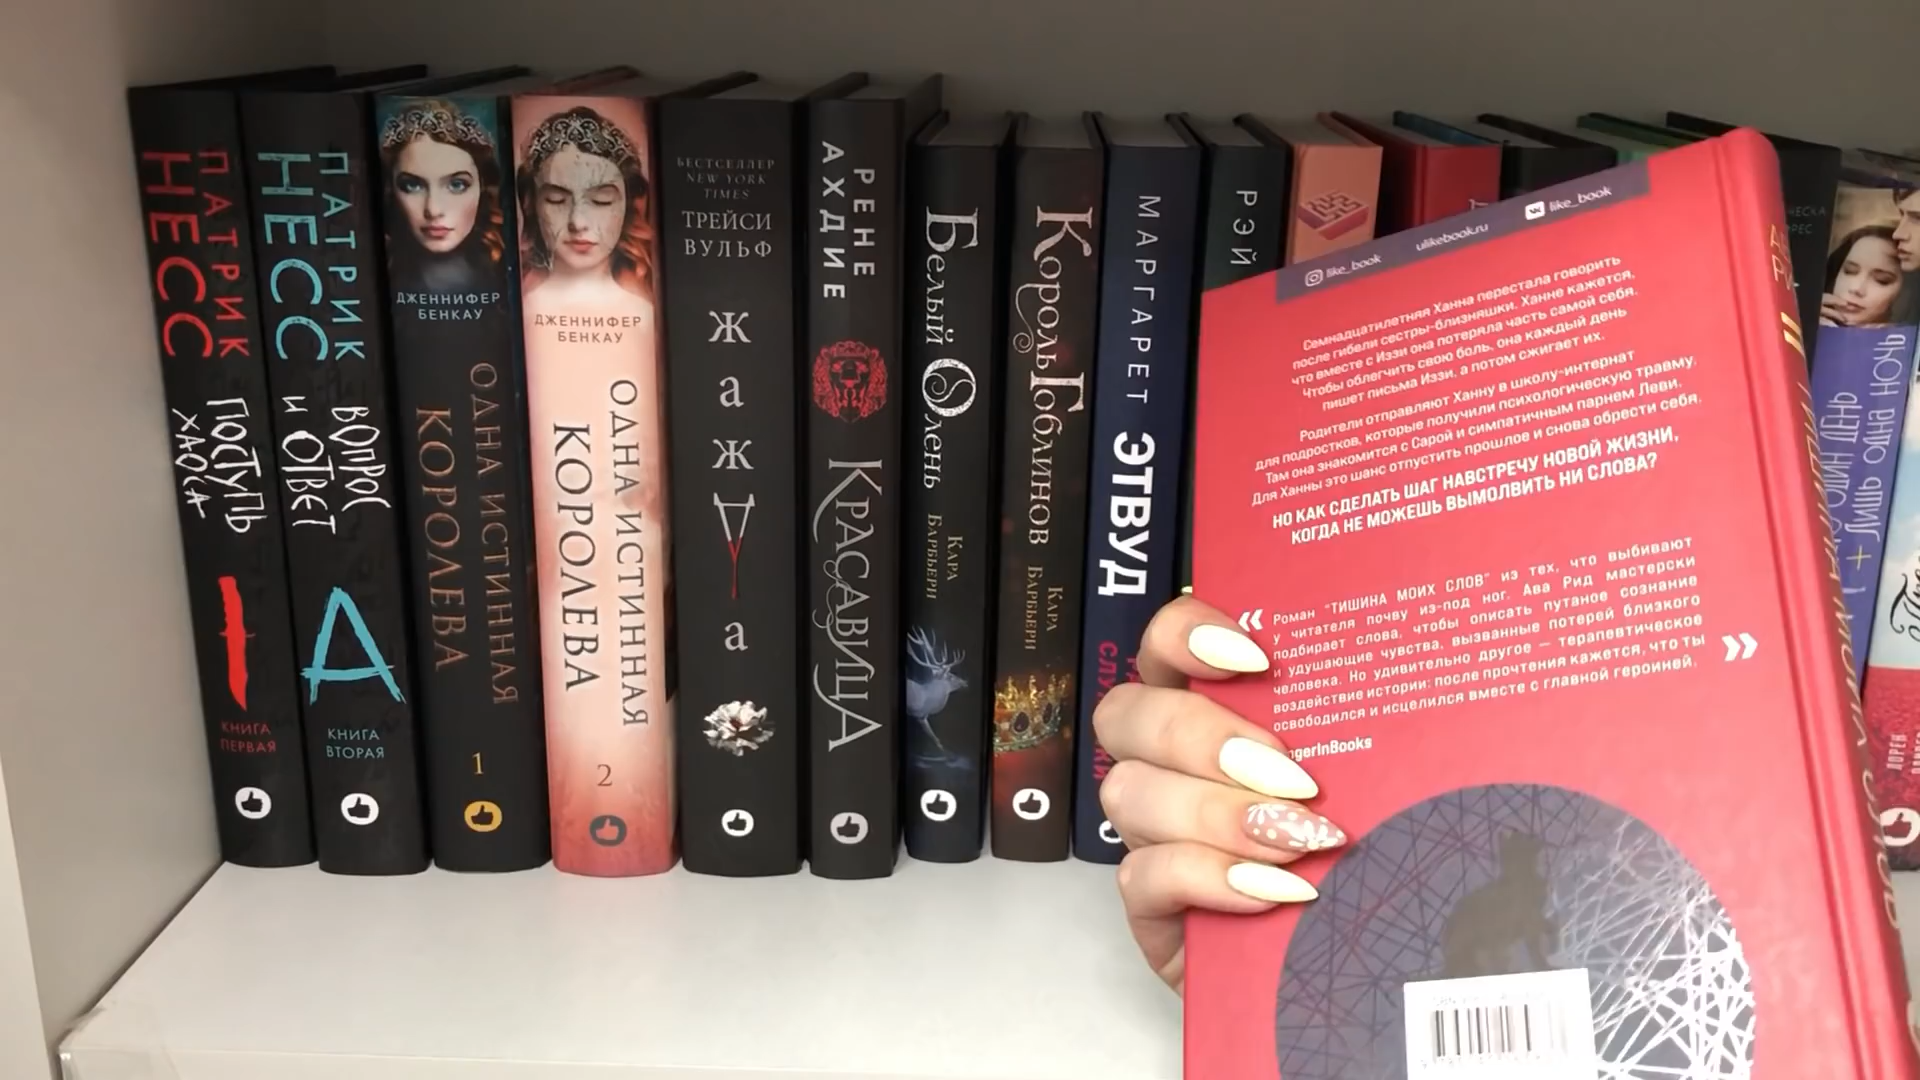 ПАТРИК
НЕСС
ПОСТУПЬ
ХАОСА
КНИГА
ПЕРВАЯ
ПАТРИК
НЕСС
ВОПРОС
И ОТВЕТ
КНИГА
ВТОРАЯ
ДЖЕННИФЕР
БЕНКАУ
ОДНА ИСТИННАЯ
КОРОЛЕВА
1
ДЖЕННИФЕР
БЕНКАУ
ОДНА ИСТИННАЯ
КОРОЛЕВА
2
БЕСТСЕЛЛЕР
NEW YORK
TIMES
ТРЕЙСИ
ВУЛЬФ
жажда
РЕНЕ
АХДИЕ
КРАСАВИЦА
Белый Олень
КАРА
БАРБЬЕРИ
Король Гоблинов
КАРА
БАРБЬЕРИ
МАРГАРЕТ ЭТВУД
РЭЙ
like_book
ulikebook.ru
like_book
Семнадцатилетняя Ханна перестала говорить
после гибели сестры-близняшки. Ханне кажется,
что вместе с Иззи она потеряла часть самой себя.
Чтобы облегчить свою боль, она каждый день
пишет письма Иззи, а потом сжигает их.
Родители отправляют Ханну в школу-интернат
для подростков, которые получили психологическую травму.
Там она знакомится с Сарой и симпатичным парнем Леви.
Для Ханны это шанс отпустить прошлое и снова обрести себя.
НО КАК СДЕЛАТЬ ШАГ НАВСТРЕЧУ НОВОЙ ЖИЗНИ,
КОГДА НЕ МОЖЕШЬ ВЫМОЛВИТЬ НИ СЛОВА?
« Роман "ТИШИНА МОИХ СЛОВ" из тех, что выбивают
у читателя почву из-под ног. Ава Рид мастерски
подбирает слова, чтобы описать путаное сознание
и удушающие чувства, вызванные потерей близкого
человека. Но удивительно другое — терапевтическое
воздействие истории: после прочтения кажется, что ты
освободился и исцелился вместе с главной героиней. »
ngerInBooks
ЛИШЬ ОДИН ДЕНЬ
+ ЛИШЬ ОДНА НОЧЬ